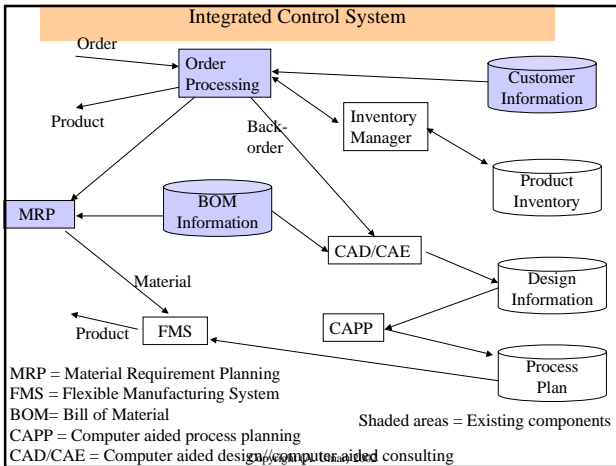 Integrated Control System
Order
Order
Processing
Customer
Information
Product
Back-
order
Inventory
Manager
Product
Inventory
MRP
BOM
Information
CAD/CAE
Design
Information
Material
Product
FMS
CAPP
Process
Plan
MRP = Material Requirement Planning
FMS = Flexible Manufacturing System
BOM= Bill of Material
Shaded areas = Existing components
CAPP = Computer aided process planning
CAD/CAE = Computer aided design /computer aided consulting
Copyright (A. Umar) 2002